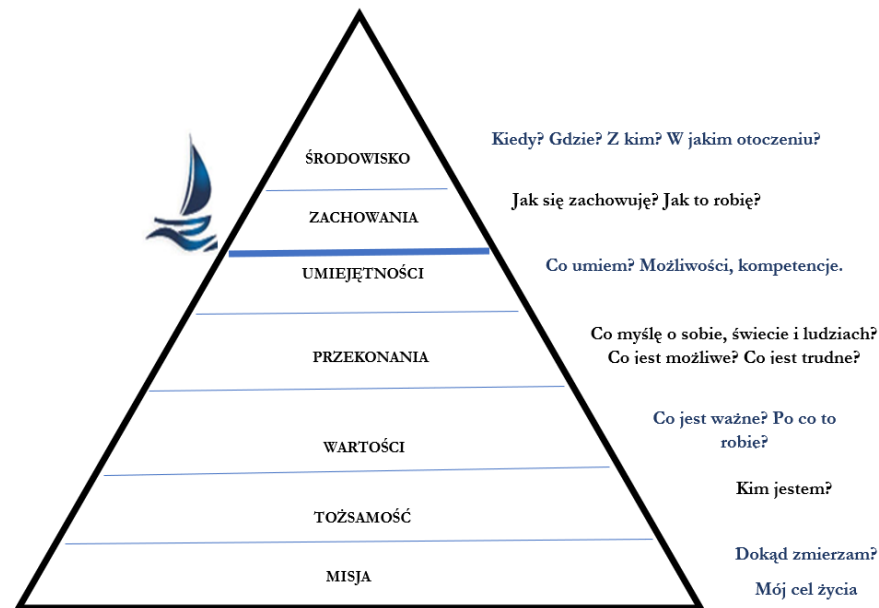 Kiedy? Gdzie? Z kim? W jakim otoczeniu?
ŚRODOWISKO
Jak się zachowuję? Jak to robię?
ZACHOWANIA
Co umiem? Możliwości, kompetencje.
UMIEJĘTNOŚCI
Co myślę o sobie, świecie i ludziach?
Co jest możliwe? Co jest trudne?
PRZEKONANIA
Co jest ważne? Po co to
robie?
WARTOŚCI
Kim jestem?
TOŻSAMOŚĆ
Dokąd zmierzam?
MISJA
Mój cel życia